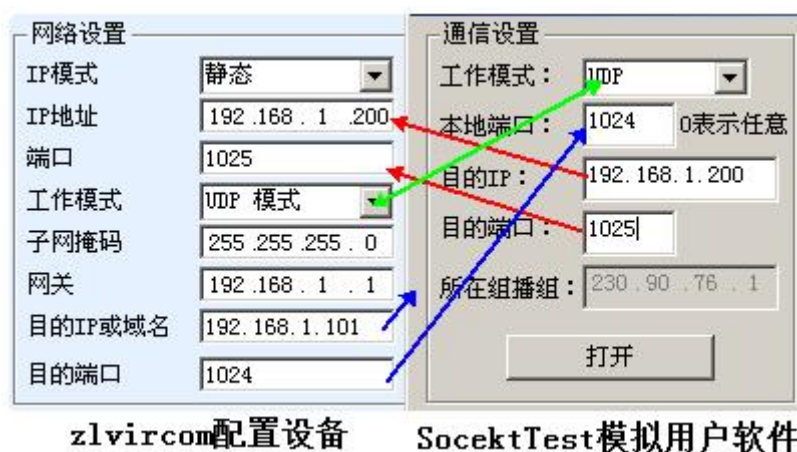 网络设置
IP模式 静态
IP地址 192 .168 . 1 .200
端口 1025
工作模式 UDP 模式
子网掩码 255 .255 .255 . 0
网关 192 .168 . 1 . 1
目的IP或域名 192.168.1.101
目的端口 1024
zlvircom配置设备
通信设置
工作模式： UDP
本地端口： 1024 0表示任意
目的IP： 192.168.1.200
目的端口： 1025
所在组播组： 230 . 90 . 76 . 1
打开
SocektTest模拟用户软件